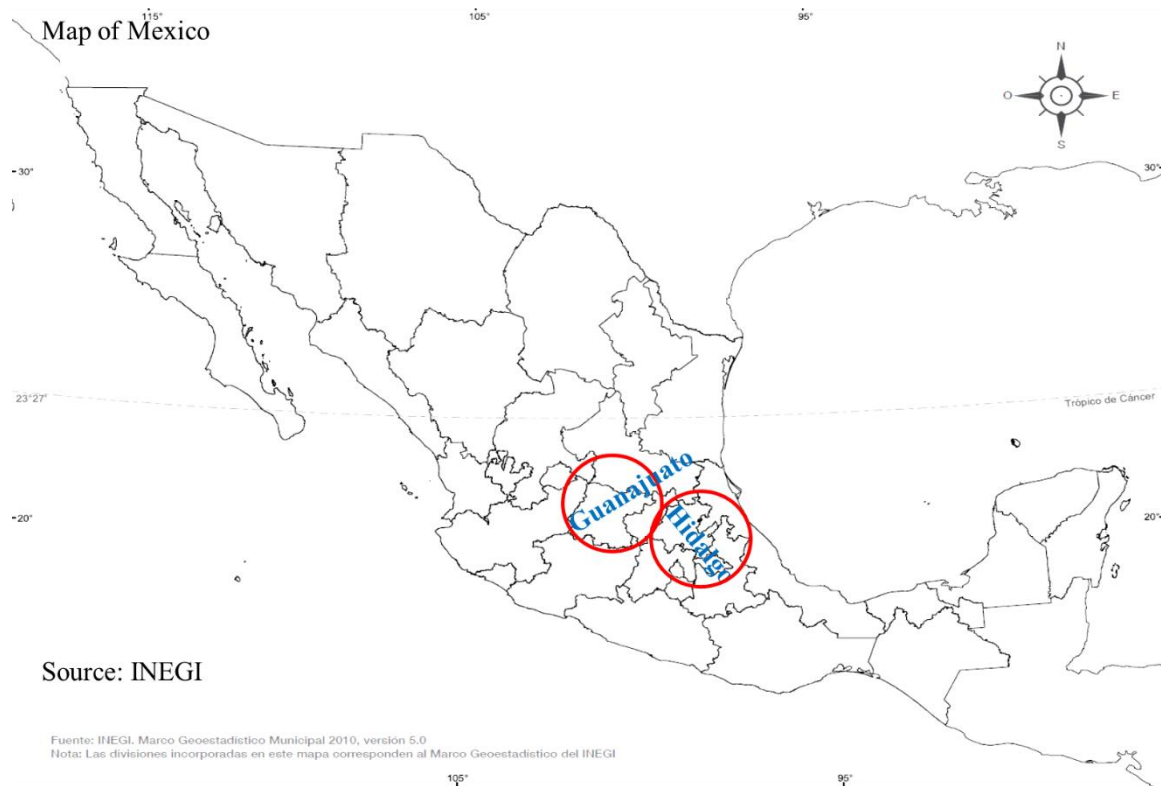 115°
105°
95°
Map of Mexico
N
O
E
S
30°
30°
23°27'
Trópico de Cáncer
Guanajuato
Hidalgo
20°
20°
Source: INEGI
Fuente: INEGI. Marco Geoestadístico Municipal 2010, versión 5.0
Nota: Las divisiones incorporadas en este mapa corresponden al Marco Geoestadístico del INEGI
105°
95°